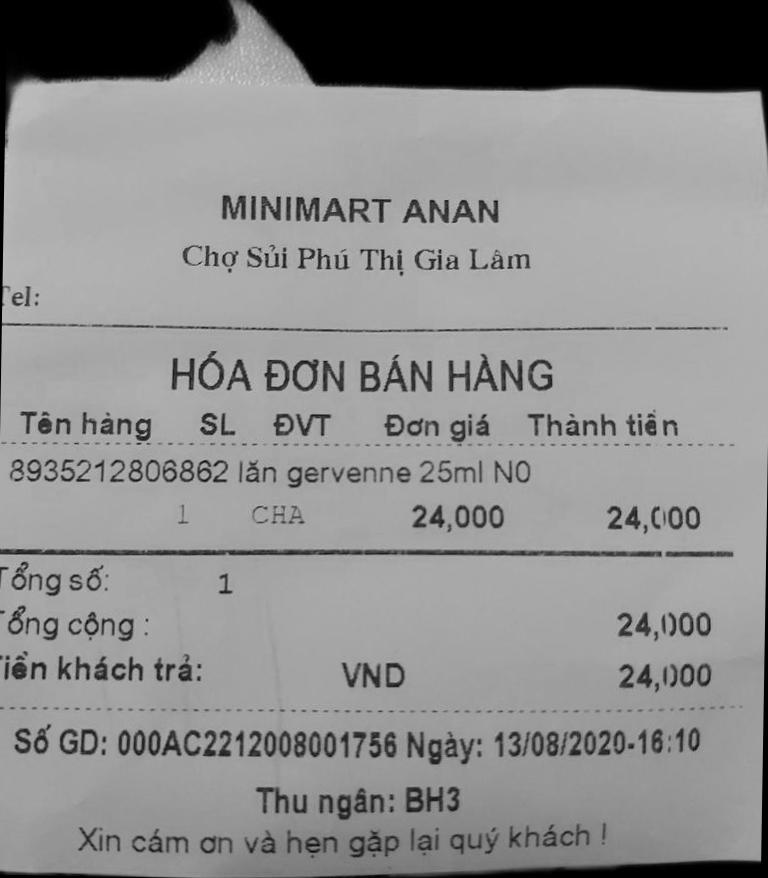 MINIMART ANAN
Chợ Sủi Phú Thị Gia Lâm
Tel:
HÓA ĐƠN BÁN HÀNG
Tên hàng SL ĐVT Đơn giá Thành tiền
8935212806862 lăn gervenne 25ml N0
1 CHA 24,000 24,000
Tổng số: 1
Tổng cộng : 24,000
Tiền khách trả: VND 24,000
Số GD: 000AC2212008001756 Ngày: 13/08/2020-16:10
Thu ngân: BH3
Xin cám ơn và hẹn gặp lại quý khách !